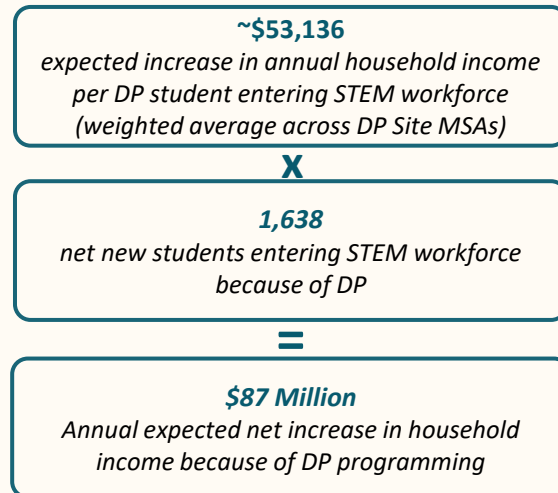 ~$53,136
expected increase in annual household income
per DP student entering STEM workforce
(weighted average across DP Site MSAs)
x
1,638
net new students entering STEM workforce
because of DP
=
$87 Million
Annual expected net increase in household
income because of DP programming